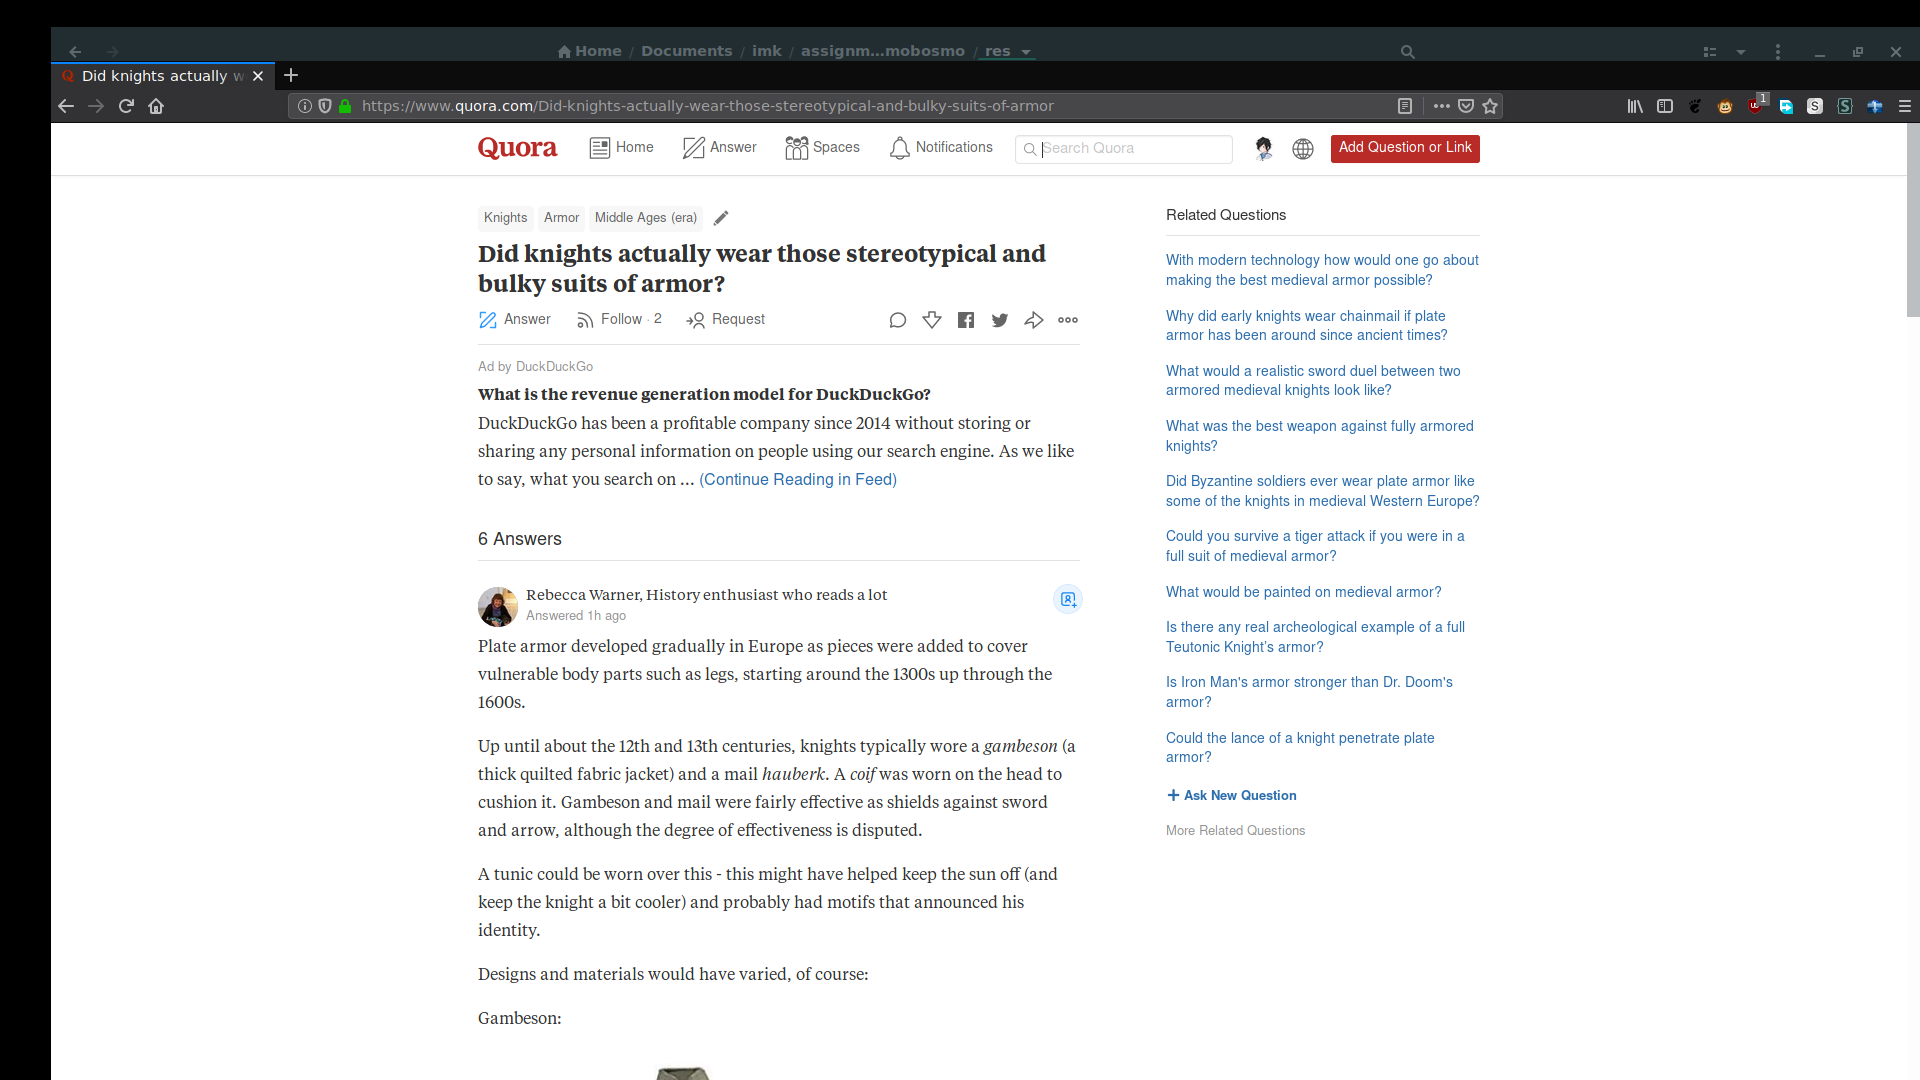 Home / Documents / imk / assignm...mobosmo / res
Did knights actually w
https://www.quora.com/Did-knights-actually-wear-those-stereotypical-and-bulky-suits-of-armor
1
S
S
Quora
Home
Answer
Spaces
Notifications
Search Quora
Add Question or Link
Knights
Armor
Middle Ages (era)
Did knights actually wear those stereotypical and
bulky suits of armor?
Answer
Follow · 2
Request
Ad by DuckDuckGo
What is the revenue generation model for DuckDuckGo?
DuckDuckGo has been a profitable company since 2014 without storing or
sharing any personal information on people using our search engine. As we like
to say, what you search on ... (Continue Reading in Feed)
6 Answers
Rebecca Warner, History enthusiast who reads a lot
Answered 1h ago
Plate armor developed gradually in Europe as pieces were added to cover
vulnerable body parts such as legs, starting around the 1300s up through the
1600s.
Up until about the 12th and 13th centuries, knights typically wore a gambeson (a
thick quilted fabric jacket) and a mail hauberk. A coif was worn on the head to
cushion it. Gambeson and mail were fairly effective as shields against sword
and arrow, although the degree of effectiveness is disputed.
A tunic could be worn over this - this might have helped keep the sun off (and
keep the knight a bit cooler) and probably had motifs that announced his
identity.
Designs and materials would have varied, of course:
Gambeson:
Related Questions
With modern technology how would one go about
making the best medieval armor possible?
Why did early knights wear chainmail if plate
armor has been around since ancient times?
What would a realistic sword duel between two
armored medieval knights look like?
What was the best weapon against fully armored
knights?
Did Byzantine soldiers ever wear plate armor like
some of the knights in medieval Western Europe?
Could you survive a tiger attack if you were in a
full suit of medieval armor?
What would be painted on medieval armor?
Is there any real archeological example of a full
Teutonic Knight's armor?
Is Iron Man's armor stronger than Dr. Doom's
armor?
Could the lance of a knight penetrate plate
armor?
Ask New Question
More Related Questions